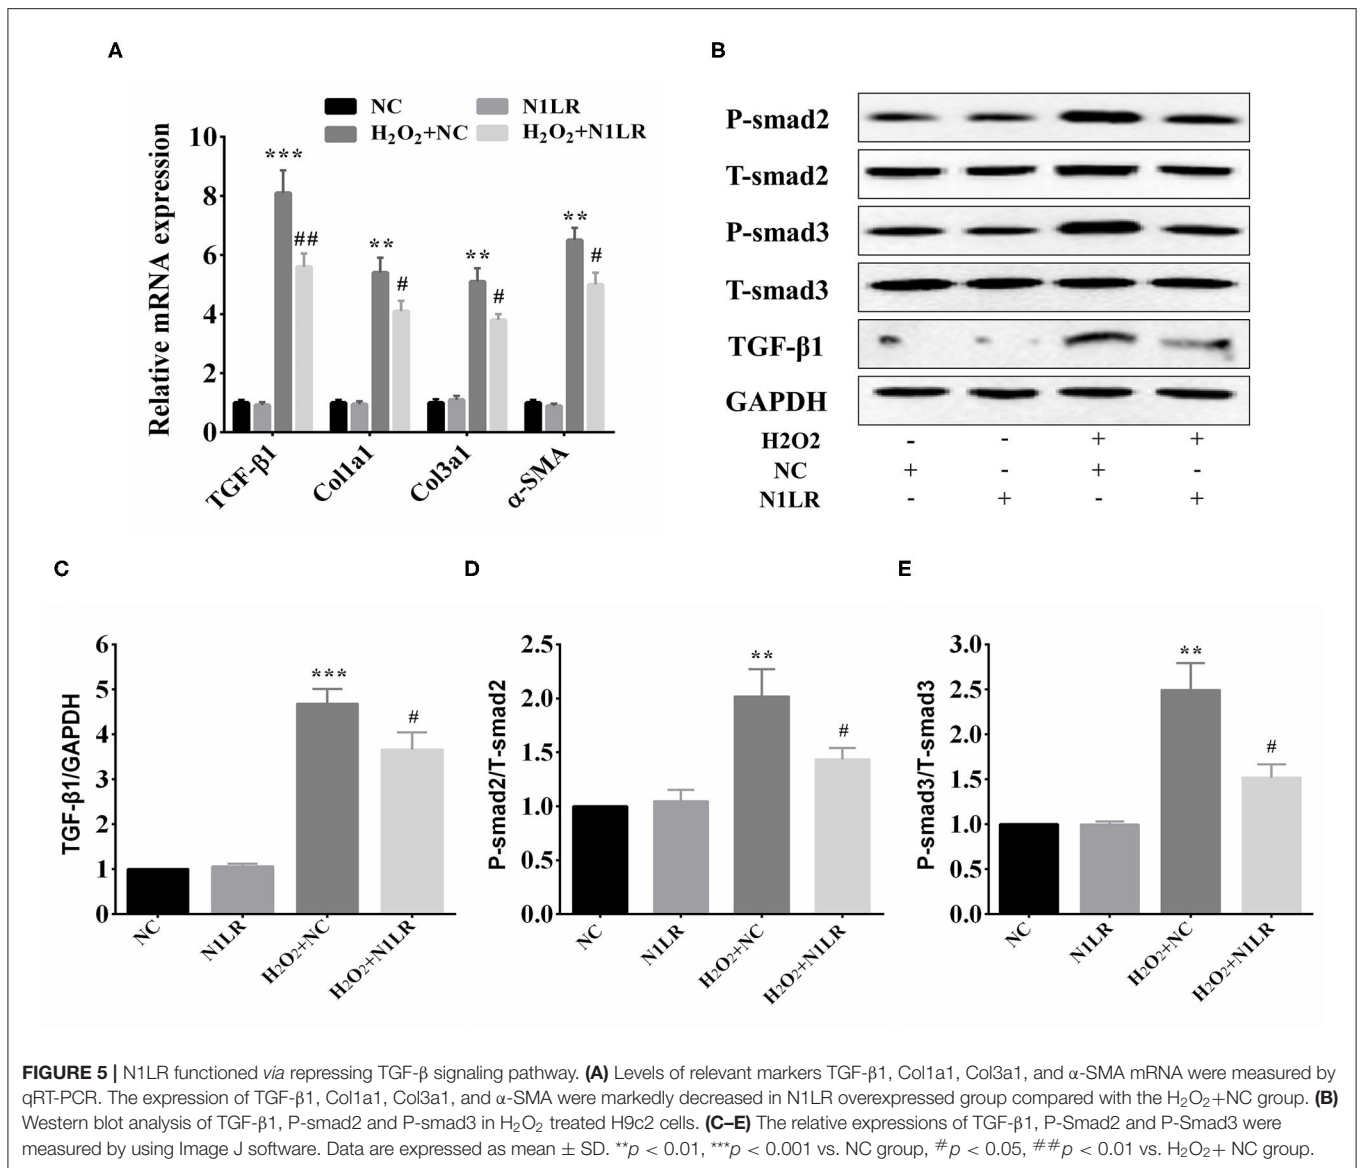 A
NC
N1LR
H₂O₂+NC
H₂O₂+N1LR
Relative mRNA expression
10
8
6
4
2
0
***
##
**
#
**
#
**
#
TGF-β1
Col1a1
Col3a1
α-SMA
B
P-smad2
T-smad2
P-smad3
T-smad3
TGF-β1
GAPDH
H2O2 - - + +
NC + - + -
N1LR - + - +
C
TGF-β1/GAPDH
6
5
4
3
2
1
0
***
#
NC
N1LR
H₂O₂+NC
H₂O₂+N1LR
D
P-smad2/T-smad2
2.5
2.0
1.5
1.0
0.5
0.0
**
#
NC
N1LR
H₂O₂+NC
H₂O₂+N1LR
E
P-smad3/T-smad3
3.0
2.5
2.0
1.5
1.0
0.5
0.0
**
#
NC
N1LR
H₂O₂+NC
H₂O₂+N1LR
FIGURE 5 | N1LR functioned via repressing TGF-β signaling pathway. (A) Levels of relevant markers TGF-β1, Col1a1, Col3a1, and α-SMA mRNA were measured by
qRT-PCR. The expression of TGF-β1, Col1a1, Col3a1, and α-SMA were markedly decreased in N1LR overexpressed group compared with the H₂O₂+NC group. (B)
Western blot analysis of TGF-β1, P-smad2 and P-smad3 in H₂O₂ treated H9c2 cells. (C–E) The relative expressions of TGF-β1, P-Smad2 and P-Smad3 were
measured by using Image J software. Data are expressed as mean ± SD. **p < 0.01, ***p < 0.001 vs. NC group, #p < 0.05, ##p < 0.01 vs. H₂O₂+ NC group.